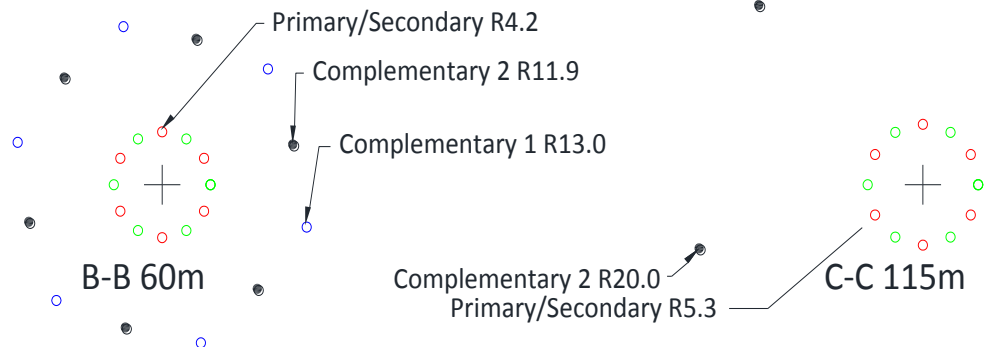 Primary/Secondary R4.2
Complementary 2 R11.9
Complementary 1 R13.0
B-B 60m
Complementary 2 R20.0
C-C 115m
Primary/Secondary R5.3